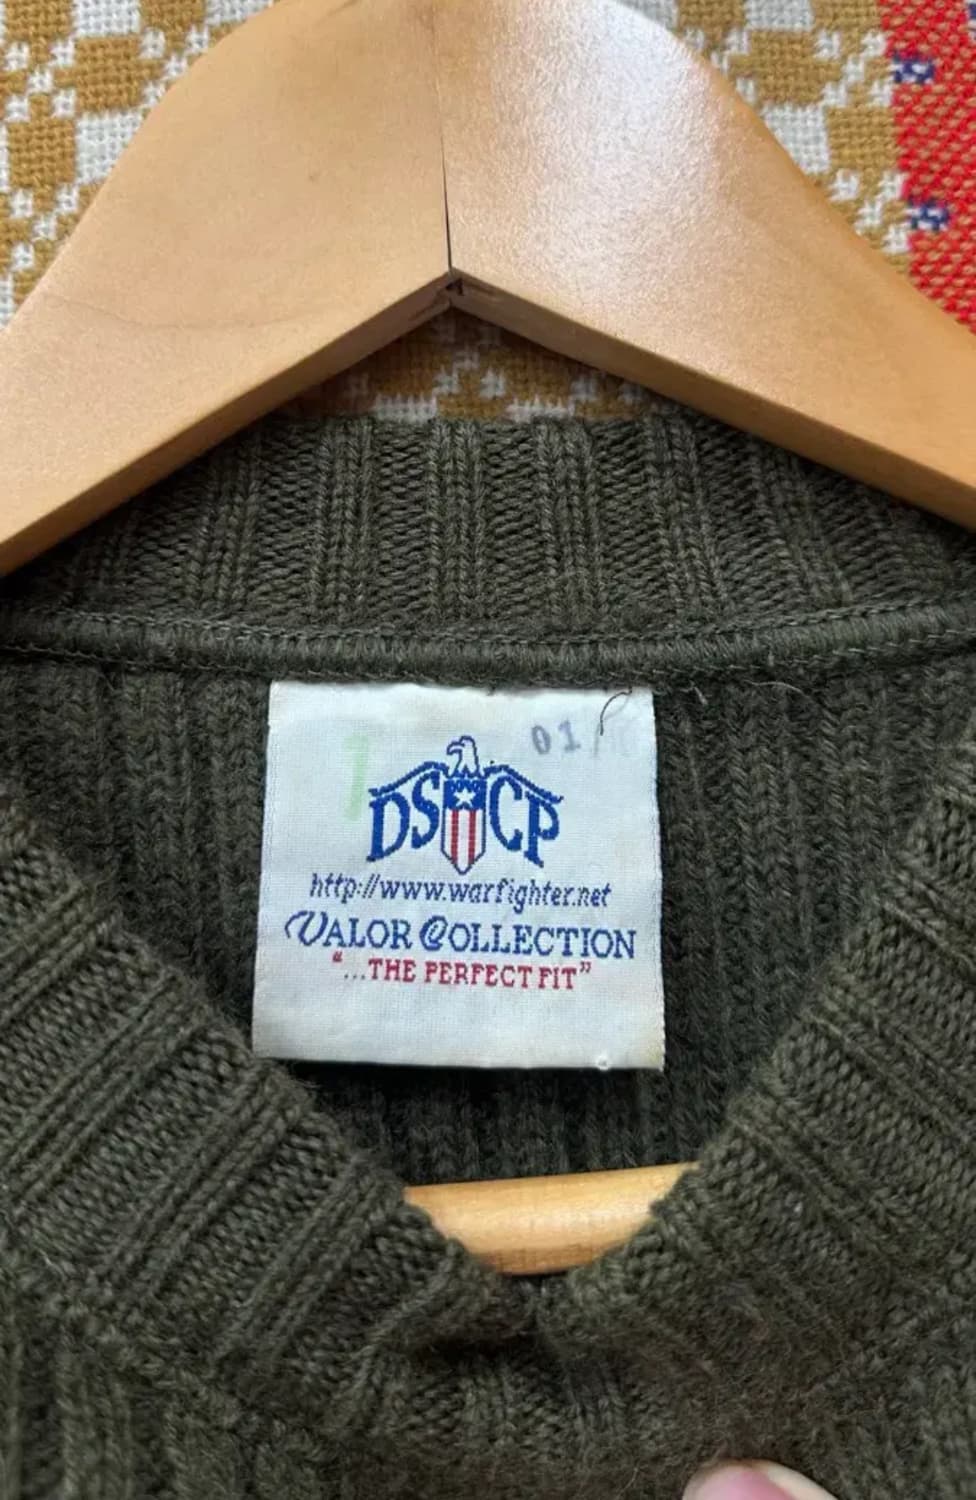 01
DSCP
http://www.warfighter.net
VALOR COLLECTION
"...THE PERFECT FIT"